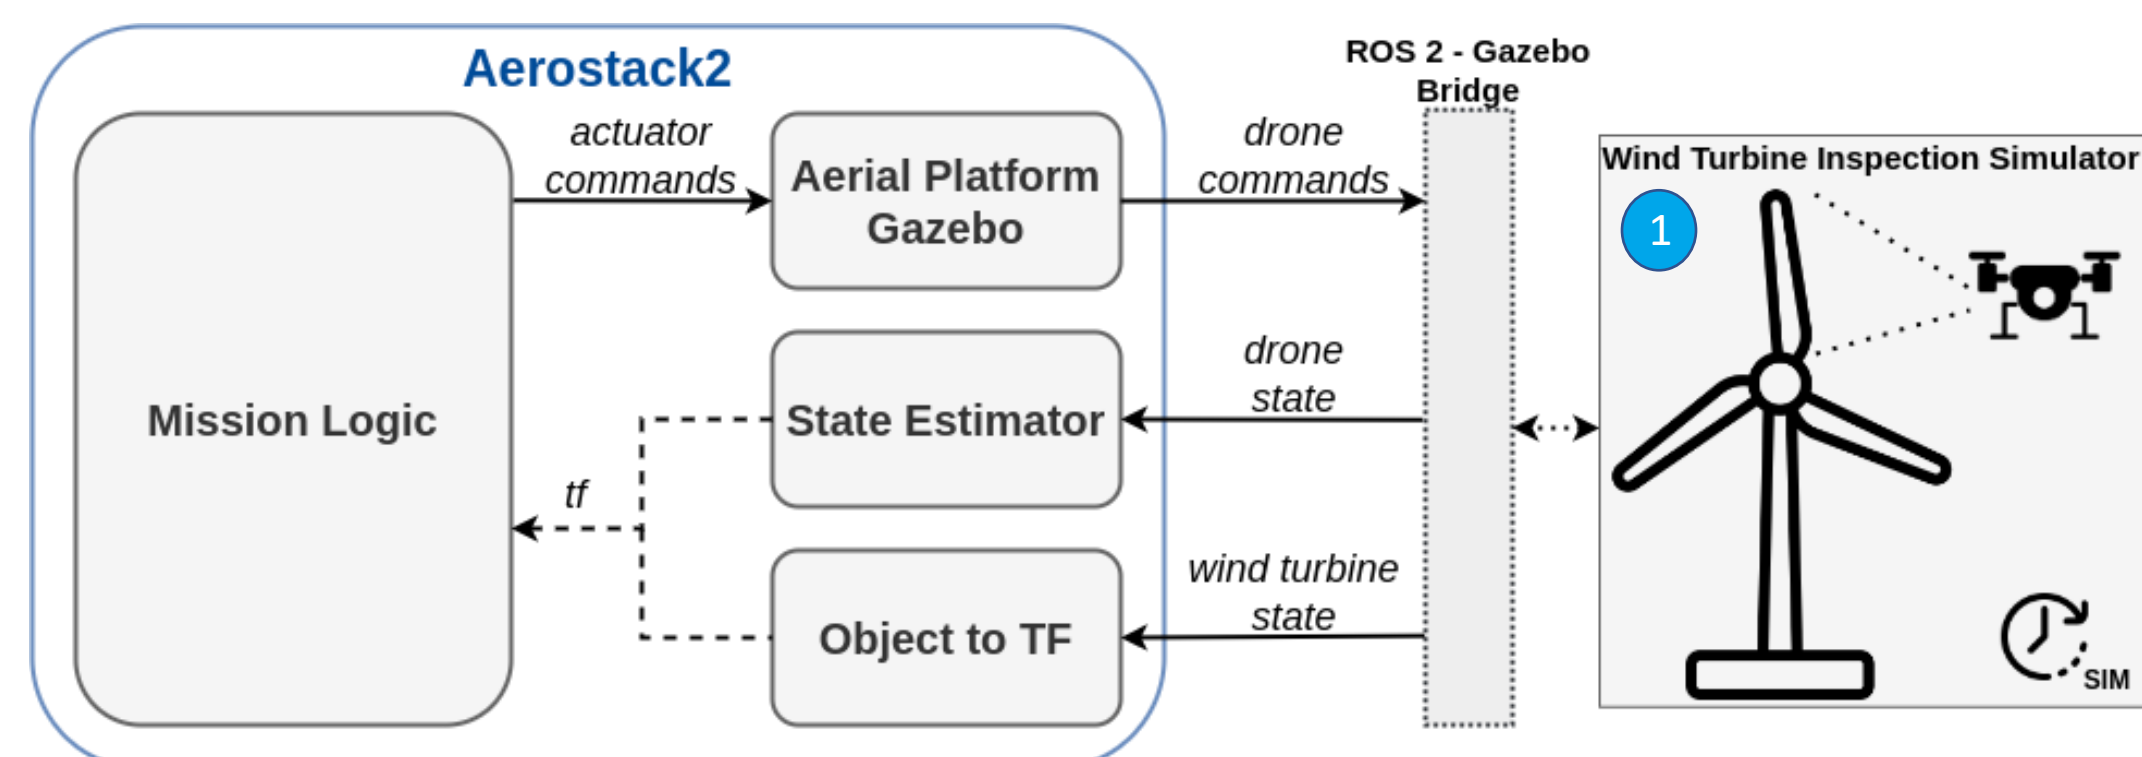 Aerostack2
Mission Logic
actuator
commands
Aerial Platform
Gazebo
drone
commands
State Estimator
drone
state
tf
Object to TF
wind turbine
state
ROS 2 - Gazebo
Bridge
Wind Turbine Inspection Simulator
1
SIM